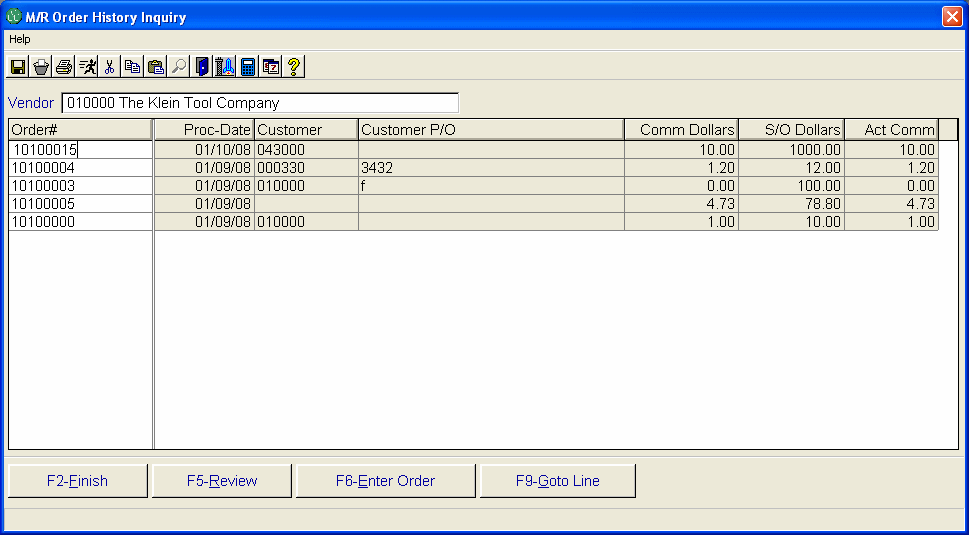 M/R Order History Inquiry
Help
Vendor 010000 The Klein Tool Company
Order# Proc-Date Customer Customer P/O Comm Dollars S/O Dollars Act Comm
10100015 01/10/08 043000 10.00 1000.00 10.00
10100004 01/09/08 000330 3432 1.20 12.00 1.20
10100003 01/09/08 010000 f 0.00 100.00 0.00
10100005 01/09/08 4.73 78.80 4.73
10100000 01/09/08 010000 1.00 10.00 1.00
F2-Finish F5-Review F6-Enter Order F9-Goto Line